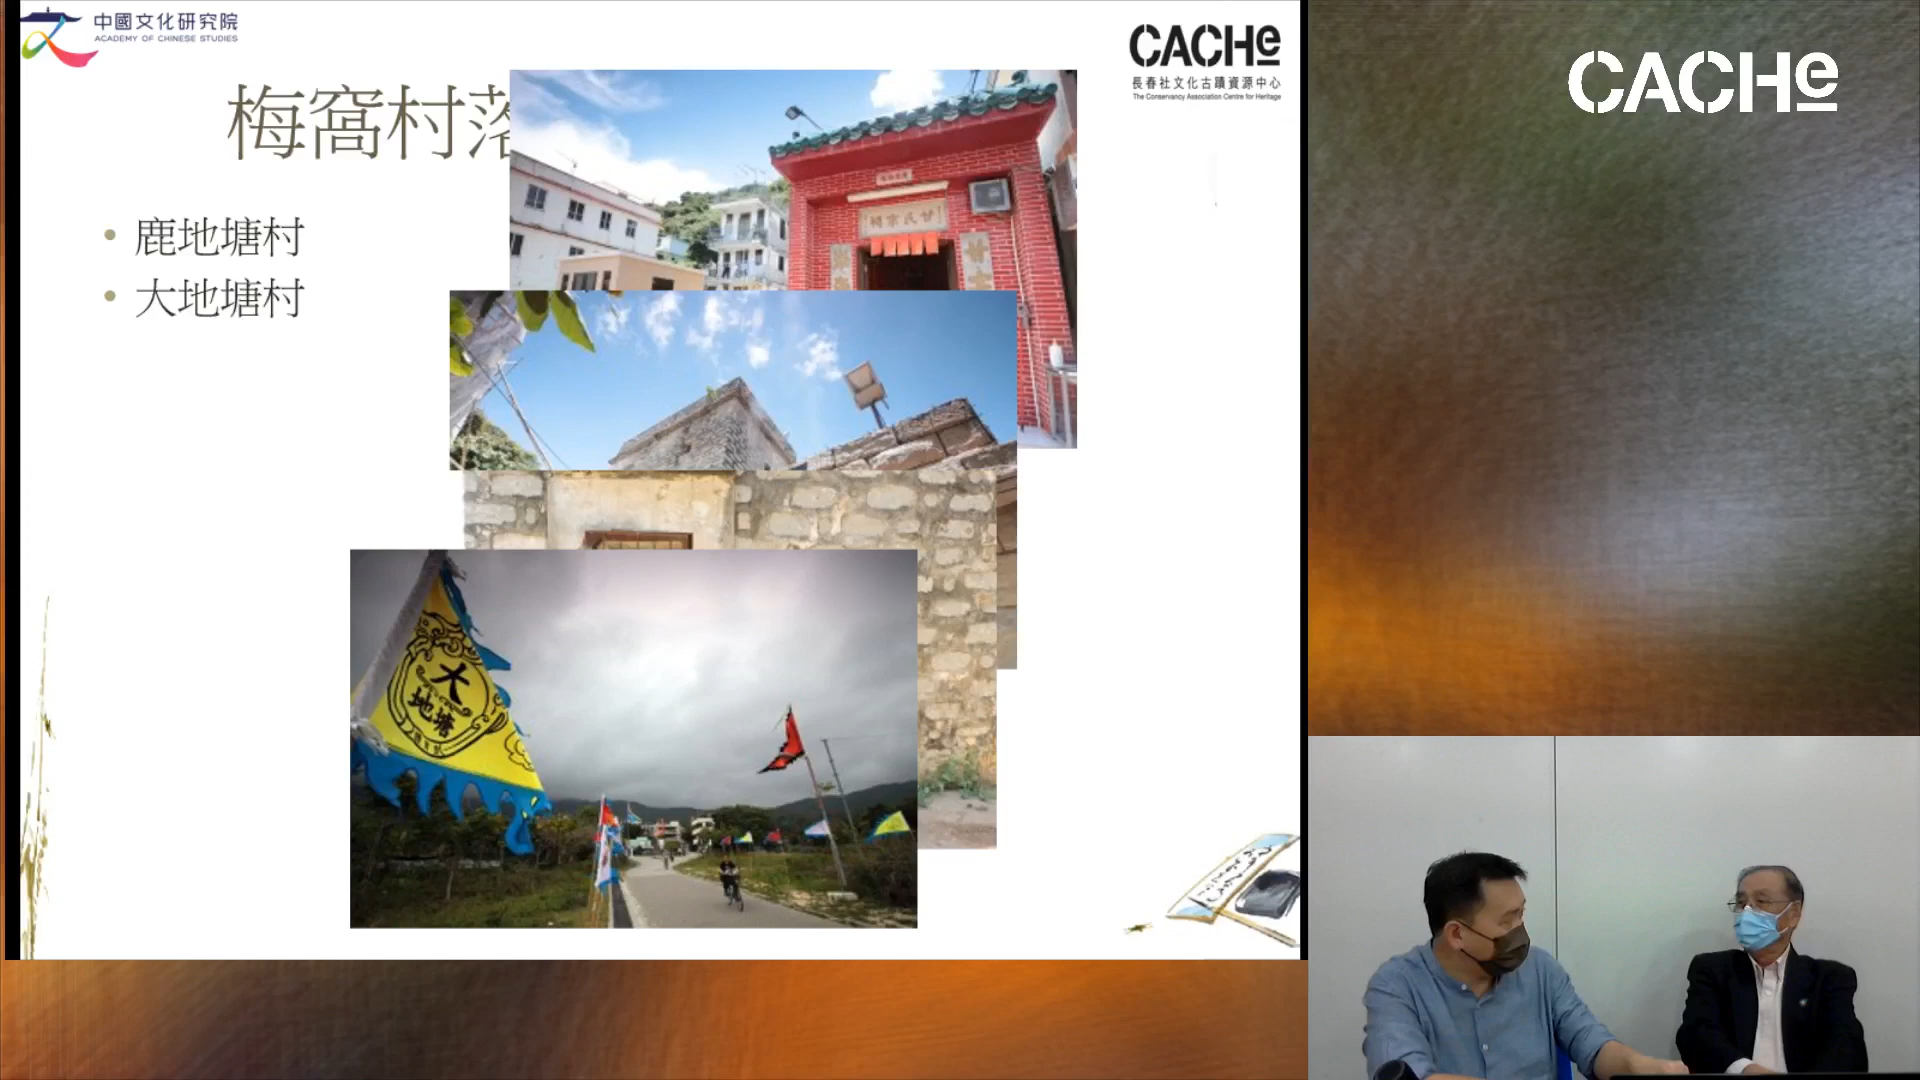 中國文化研究院
ACADEMY OF CHINESE STUDIES
CACHe
長春社文化古蹟資源中心
The Conservancy Association Centre for Heritage
CACHe
梅窩村落
• 鹿地塘村
• 大地塘村
祠宗氏甘
大
地塘